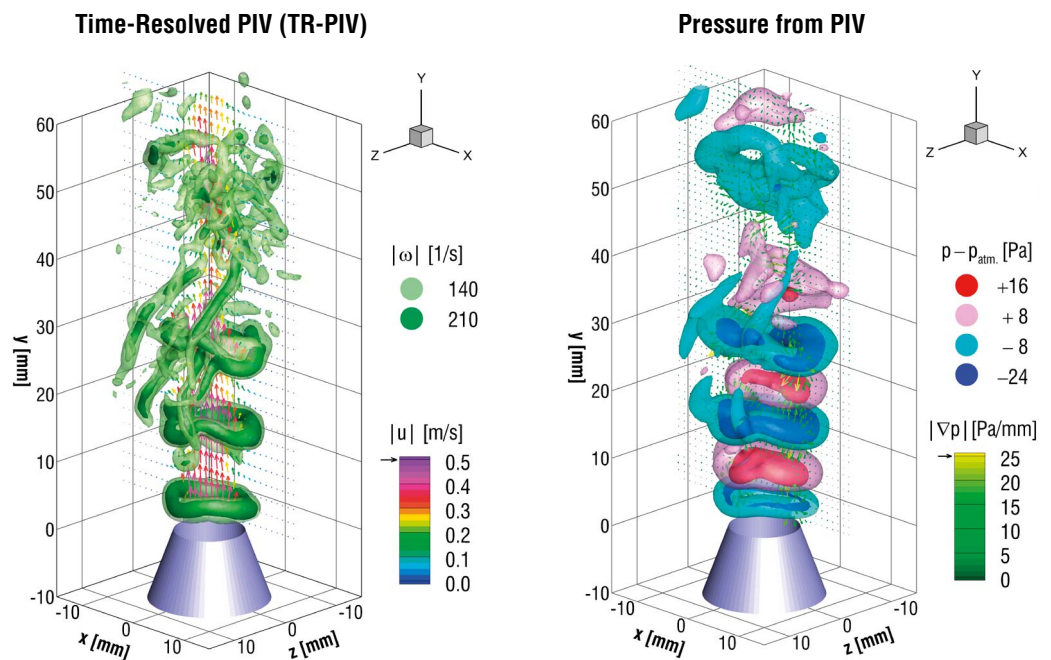 Time-Resolved PIV (TR-PIV)
Y
Z
X
60
50
40
30
20
10
0
-10
y [mm]
-10
0
10
x [mm]
-10
0
10
z [mm]
|ω| [1/s]
140
210
|u| [m/s]
0.5
0.4
0.3
0.2
0.1
0.0
Pressure from PIV
Y
Z
X
60
50
40
30
20
10
0
-10
y [mm]
-10
0
10
x [mm]
-10
0
10
z [mm]
p – patm. [Pa]
+16
+ 8
– 8
–24
|∇p| [Pa/mm]
25
20
15
10
5
0